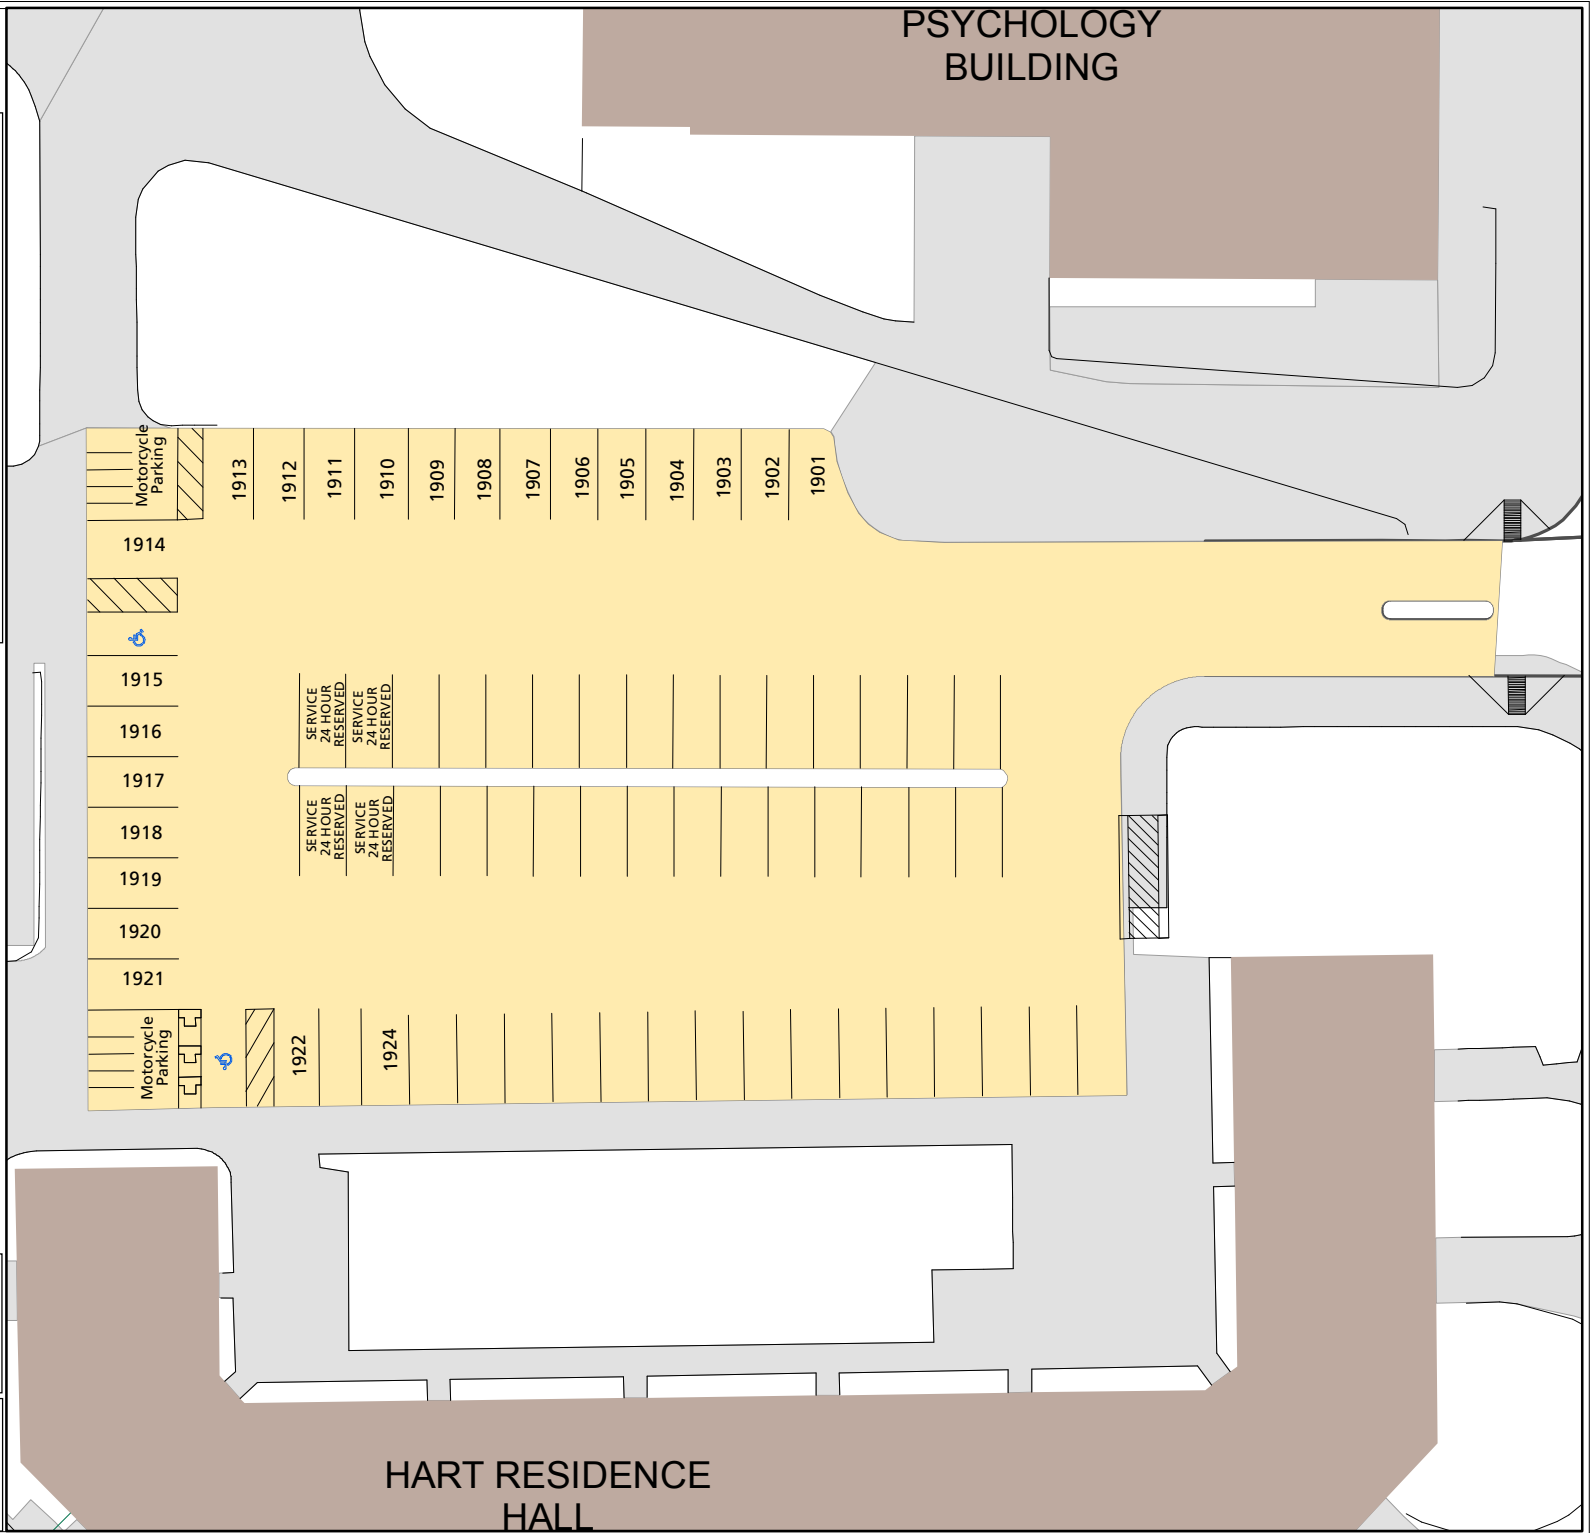 PSYCHOLOGY
BUILDING
Motorcycle
Parking
1913
1912
1911
1910
1909
1908
1907
1906
1905
1904
1903
1902
1901
1914
1915
1916
1917
1918
1919
1920
1921
SERVICE
24 HOUR
RESERVED
SERVICE
24 HOUR
RESERVED
SERVICE
24 HOUR
RESERVED
SERVICE
24 HOUR
RESERVED
Motorcycle
Parking
1922
1924
HART RESIDENCE
HALL